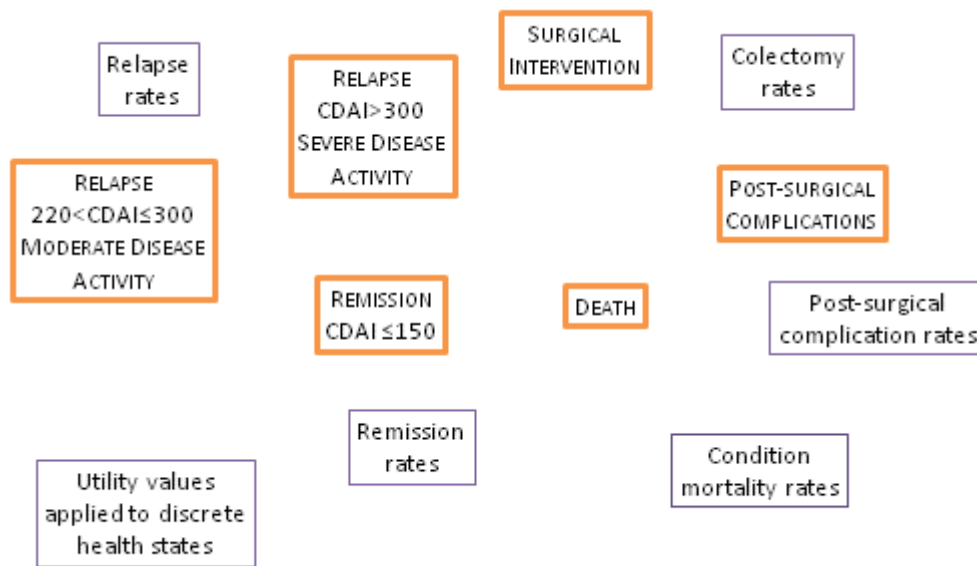 SURGICAL
INTERVENTION
Relapse
rates
RELAPSE
CDAI>300
SEVERE DISEASE
ACTIVITY
Colectomy
rates
RELAPSE
220<CDAI≤300
MODERATE DISEASE
ACTIVITY
POST-SURGICAL
COMPLICATIONS
REMISSION
CDAI ≤150
DEATH
Post-surgical
complication rates
Remission
rates
Condition
mortality rates
Utility values
applied to discrete
health states